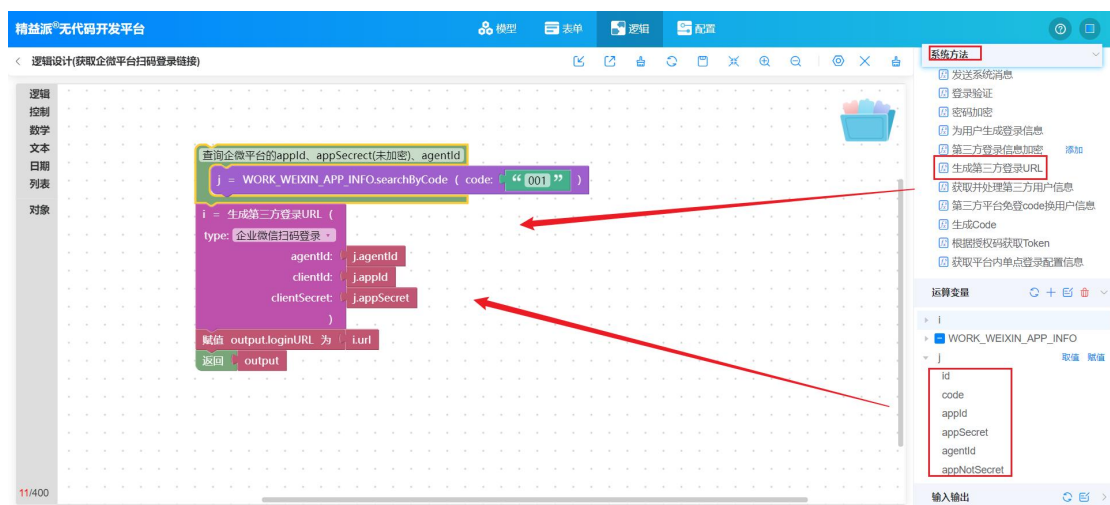 精益派®无代码开发平台
模型
表单
逻辑
配置
逻辑设计(获取企微平台扫码登录链接)
逻辑
控制
数学
文本
日期
列表
对象
查询企微平台的appId、appSecrect(未加密)、agentId
j = WORK_WEIXIN_APP_INFO.searchByCode ( code: “ 001 ” )
i = 生成第三方登录URL (
type: 企业微信扫码登录
agentId: j.agentId
clientId: j.appId
clientSecret: j.appSecret
)
赋值 output.loginURL 为 i.url
返回 output
11/400
系统方法
发送系统消息
登录验证
密码加密
为用户生成登录信息
第三方登录信息加密 添加
生成第三方登录URL
获取并处理第三方用户信息
第三方平台免登code换用户信息
生成Code
根据授权码获取Token
获取平台内单点登录配置信息
运算变量
i
WORK_WEIXIN_APP_INFO
j 取值 赋值
id
code
appId
appSecret
agentId
appNotSecret
输入输出